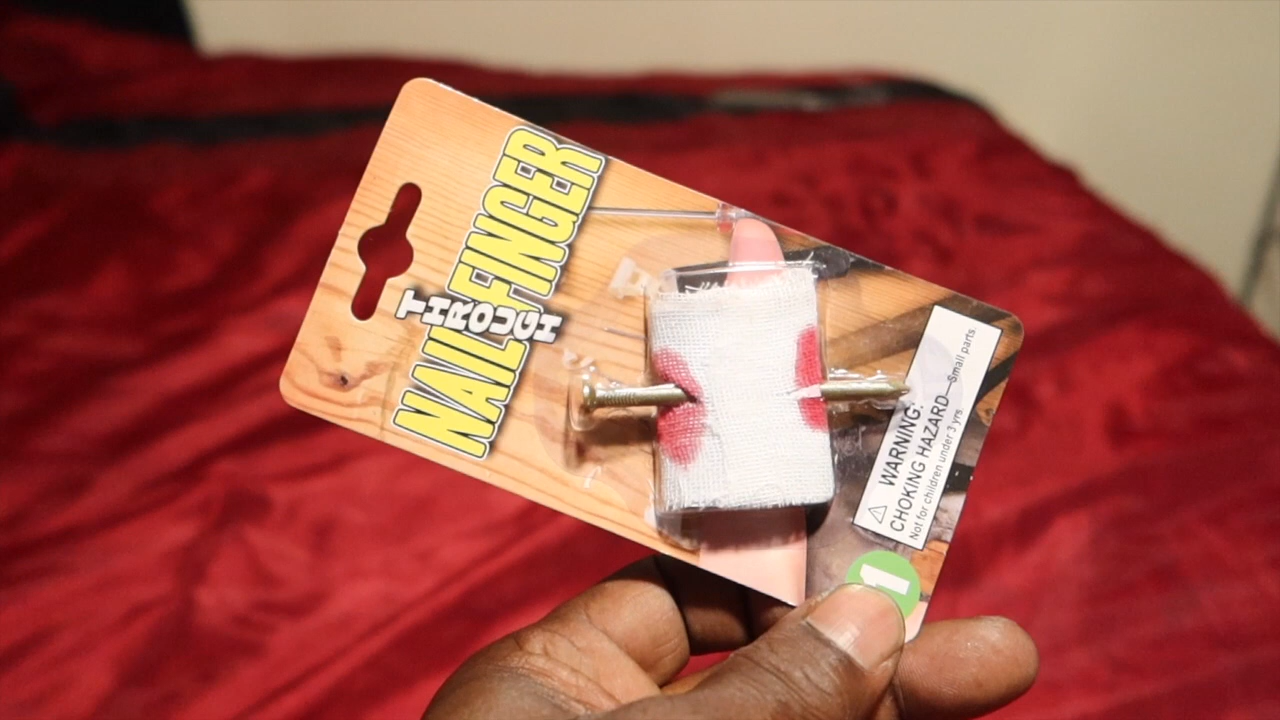 NAIL
THROUGH
FINGER
WARNING:
CHOKING HAZARD—Small parts.
Not for children under 3 yrs.
1